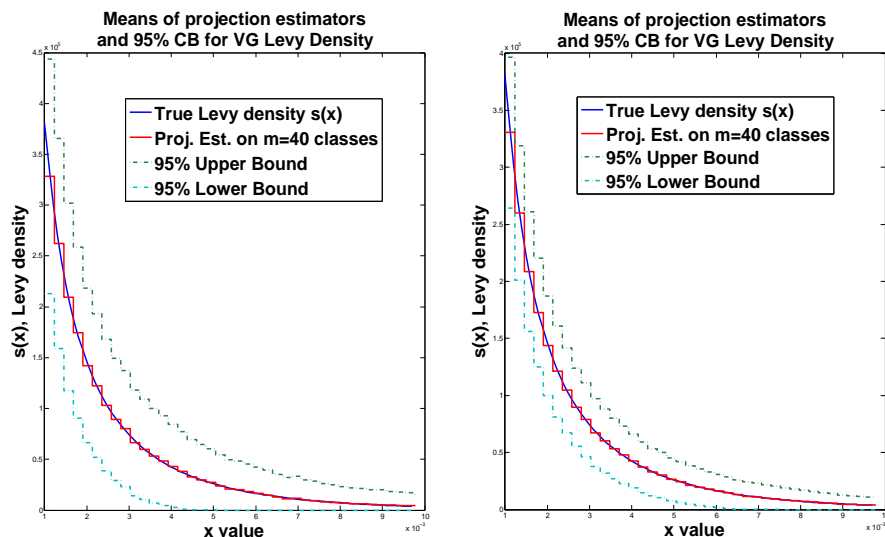 Means of projection estimators
and 95% CB for VG Levy Density
x 10⁵
4.5
4
3.5
3
2.5
2
1.5
1
0.5
0
s(x), Levy density
True Levy density s(x)
Proj. Est. on m=40 classes
95% Upper Bound
95% Lower Bound
1 2 3 4 5 6 7 8 9 10
x 10⁻³
x value
Means of projection estimators
and 95% CB for VG Levy Density
x 10⁵
4
3.5
3
2.5
2
1.5
1
0.5
0
s(x), Levy density
True Levy density s(x)
Proj. Est. on m=40 classes
95% Upper Bound
95% Lower Bound
1 2 3 4 5 6 7 8 9
x 10⁻³
x value